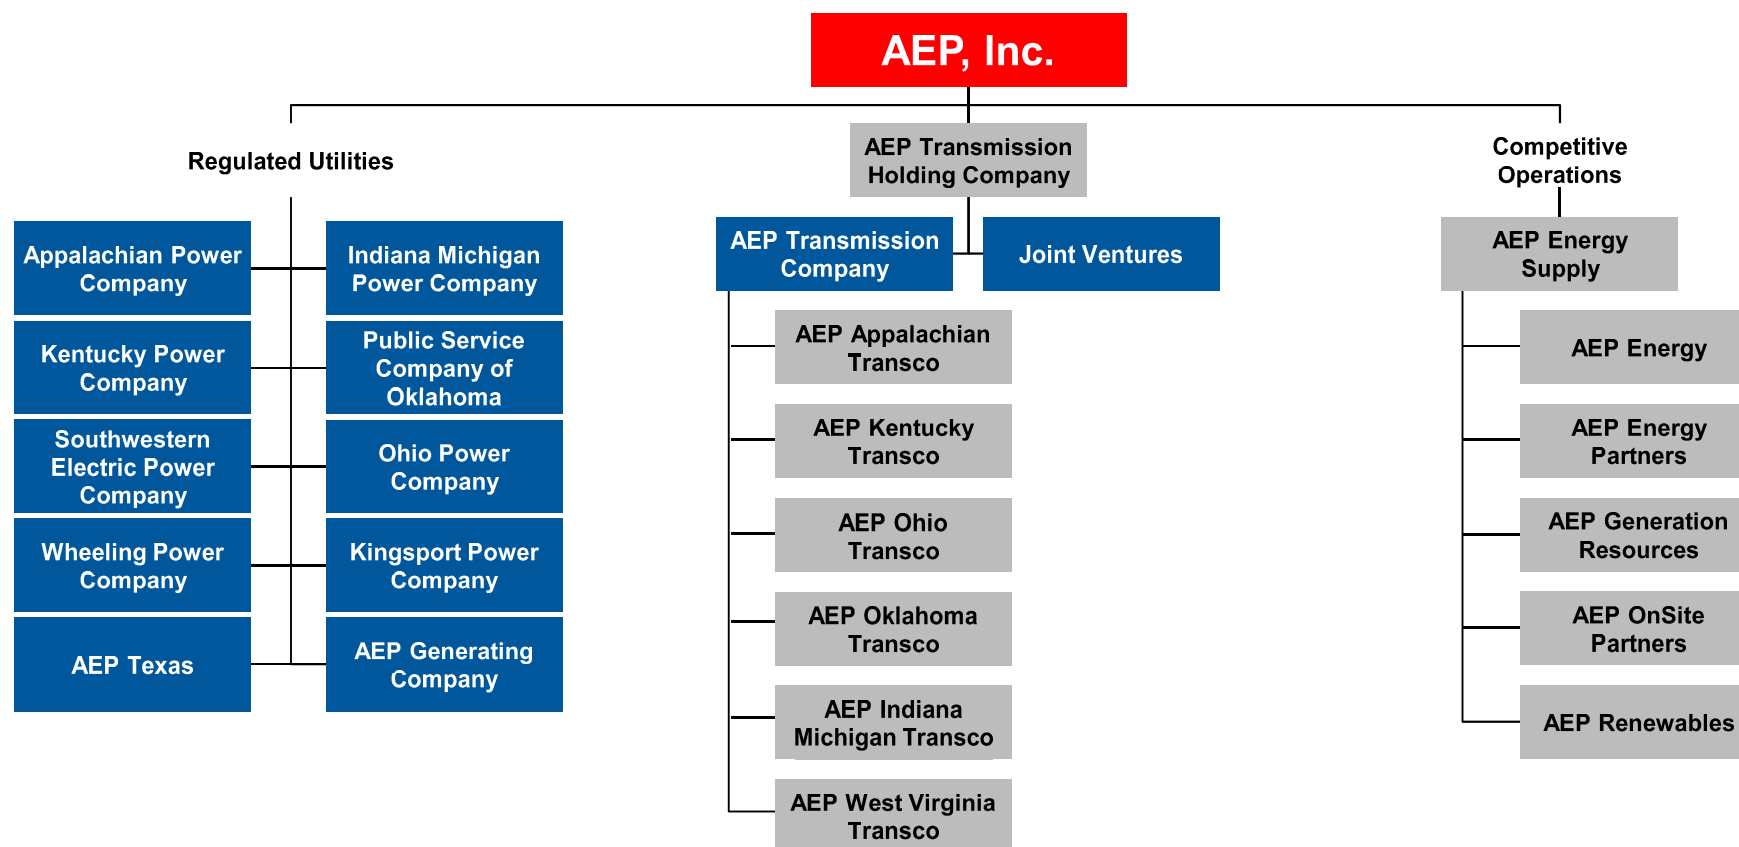 AEP, Inc.
Regulated Utilities
Appalachian Power
Company
Indiana Michigan
Power Company
Kentucky Power
Company
Public Service
Company of
Oklahoma
Southwestern
Electric Power
Company
Ohio Power
Company
Wheeling Power
Company
Kingsport Power
Company
AEP Texas
AEP Generating
Company
AEP Transmission
Holding Company
AEP Transmission
Company
Joint Ventures
AEP Appalachian
Transco
AEP Kentucky
Transco
AEP Ohio
Transco
AEP Oklahoma
Transco
AEP Indiana
Michigan Transco
AEP West Virginia
Transco
Competitive
Operations
AEP Energy
Supply
AEP Energy
AEP Energy
Partners
AEP Generation
Resources
AEP OnSite
Partners
AEP Renewables